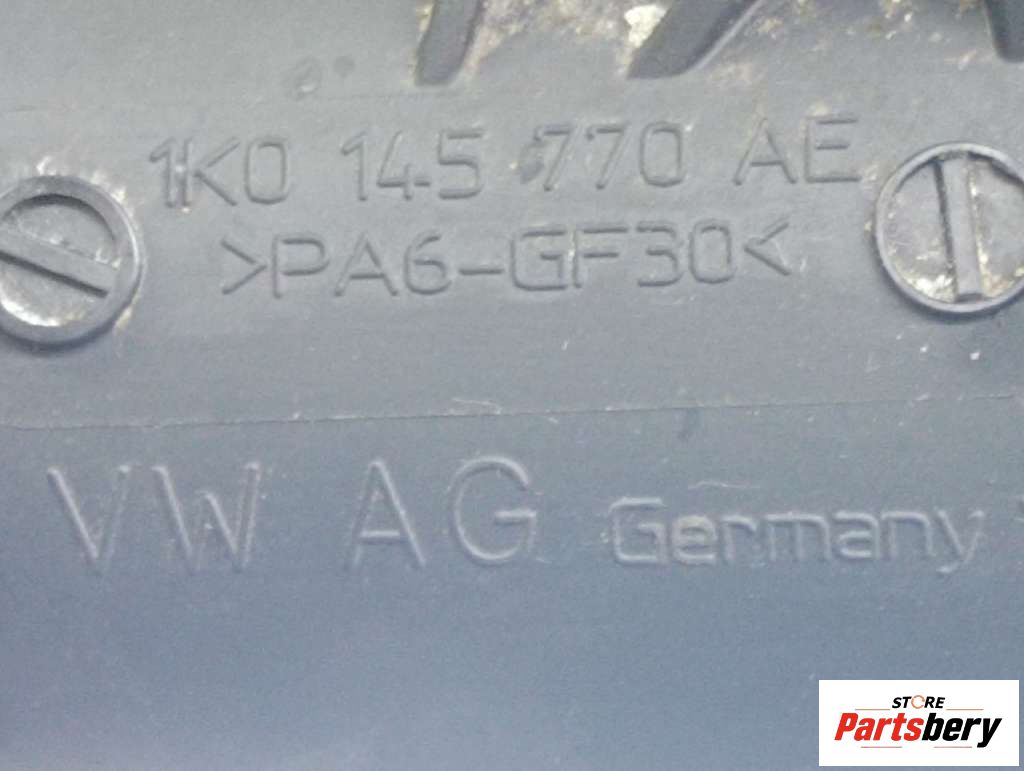 1K0 145 770 AE
>PA6-GF30<
VW AG Germany
STORE
Partsbery